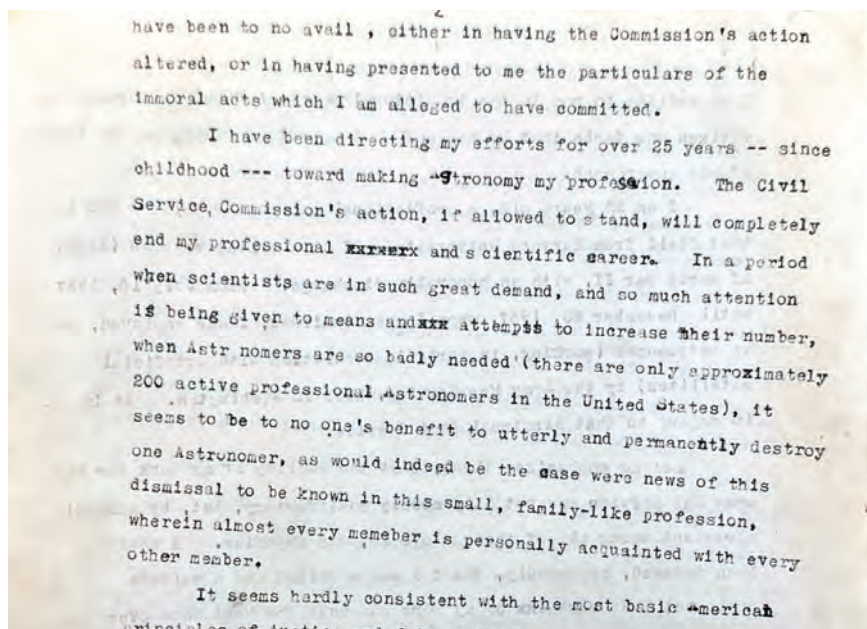 2
have been to no avail , either in having the Commission's action
altered, or in having presented to me the particulars of the
immoral acts which I am alleged to have committed.
I have been directing my efforts for over 25 years -- since
childhood --- toward making Astronomy my profession. The Civil
Service, Commission's action, if allowed to stand, will completely
end my professional xxrxerx and scientific career. In a period
when scientists are in such great demand, and so much attention
is being given to means andxxx attempts to increase their number,
when Astr nomers are so badly needed (there are only approximately
200 active professional Astronomers in the United States), it
seems to be to no one's benefit to utterly and permanently destroy
one Astronomer, as would indeed be the case were news of this
dismissal to be known in this small, family-like profession,
wherein almost every memeber is personally acquainted with every
other member.
It seems hardly consistent with the most basic American